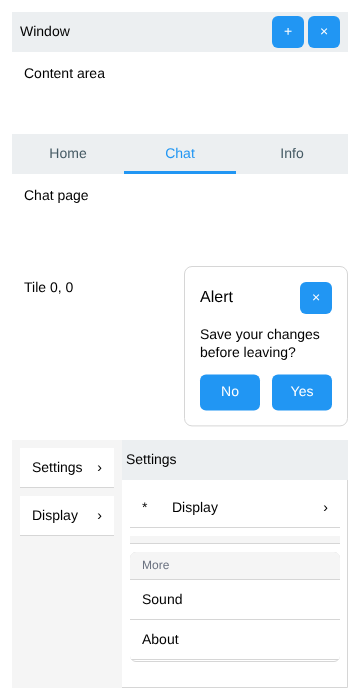 Window + ×
Content area
Home Chat Info
Chat page
Tile 0, 0
Alert ×
Save your changes
before leaving?
No Yes
Settings ›
Display ›
Settings
* Display ›
More
Sound
About